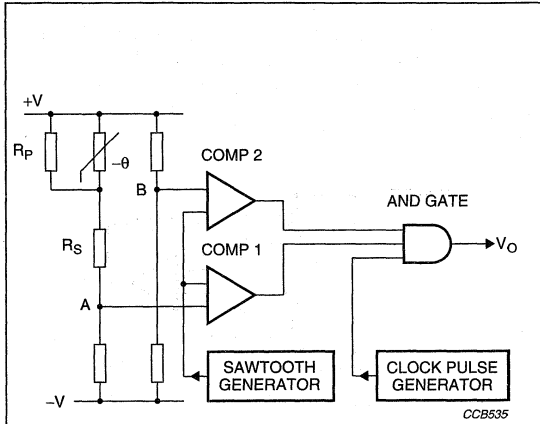 +V
R_P
-θ
B
COMP 2
AND GATE
R_S
COMP 1
V_O
A
SAWTOOTH
GENERATOR
CLOCK PULSE
GENERATOR
-V
CCB535